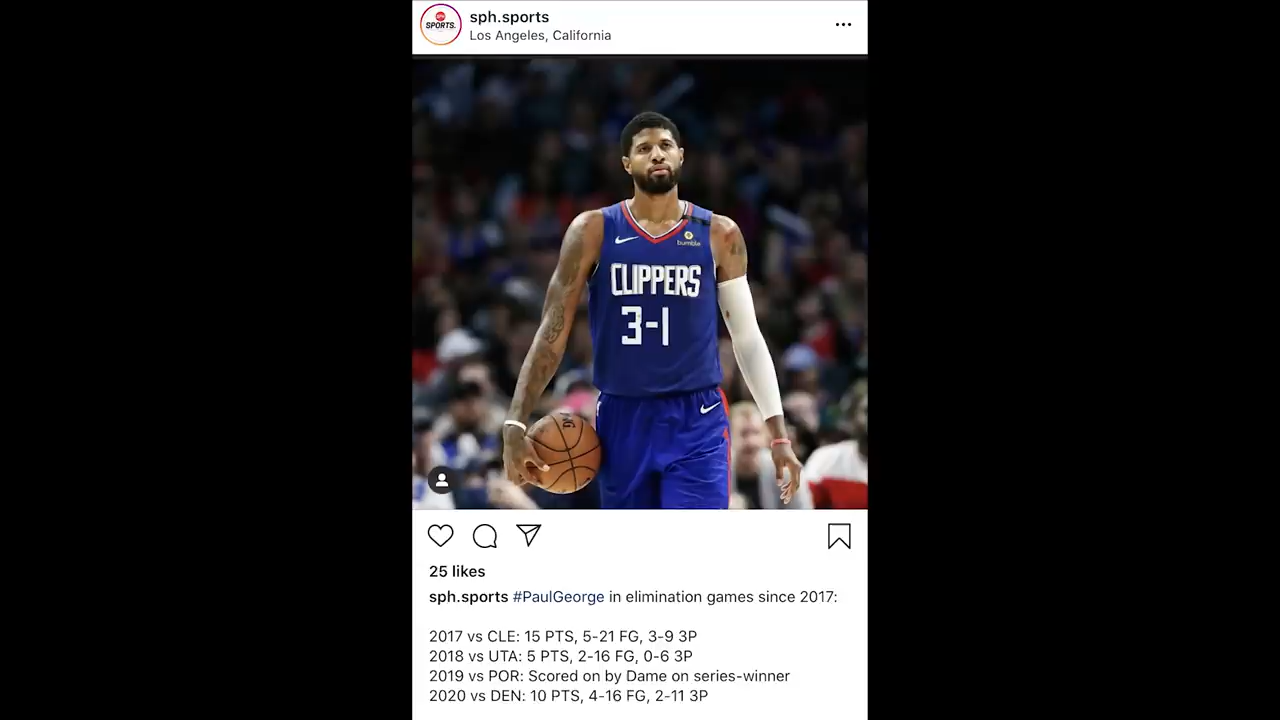 SPH
SPORTS.
sph.sports
Los Angeles, California
bumble
CLIPPERS
3-1
25 likes
sph.sports #PaulGeorge in elimination games since 2017:
2017 vs CLE: 15 PTS, 5-21 FG, 3-9 3P
2018 vs UTA: 5 PTS, 2-16 FG, 0-6 3P
2019 vs POR: Scored on by Dame on series-winner
2020 vs DEN: 10 PTS, 4-16 FG, 2-11 3P